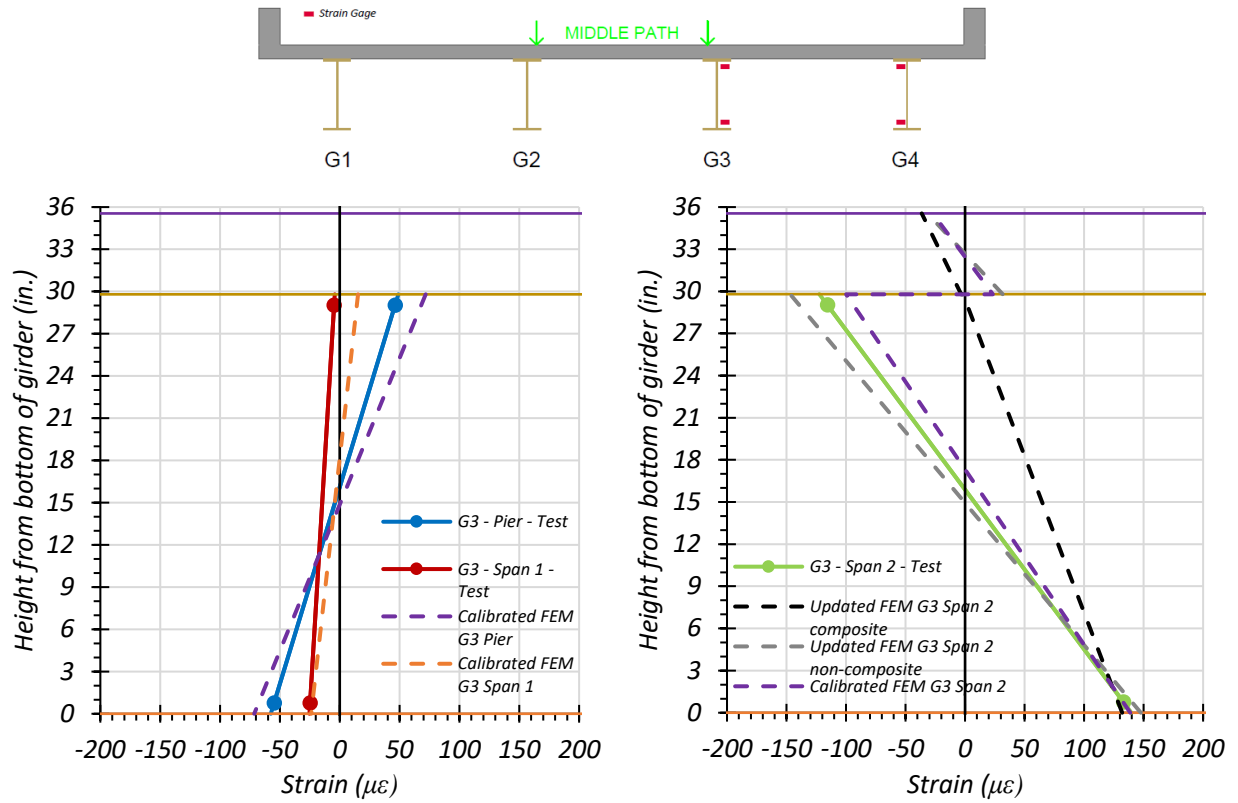 Strain Gage
MIDDLE PATH
G1 G2 G3 G4
Height from bottom of girder (in.)
36
33
30
27
24
21
18
15
12
9
6
3
0
G3 - Pier - Test
G3 - Span 1 -
Test
Calibrated FEM
G3 Pier
Calibrated FEM
G3 Span 1
-200 -150 -100 -50 0 50 100 150 200
Strain (με)
Height from bottom of girder (in.)
36
33
30
27
24
21
18
15
12
9
6
3
0
G3 - Span 2 - Test
Updated FEM G3 Span 2
composite
Updated FEM G3 Span 2
non-composite
Calibrated FEM G3 Span 2
-200 -150 -100 -50 0 50 100 150 200
Strain (με)